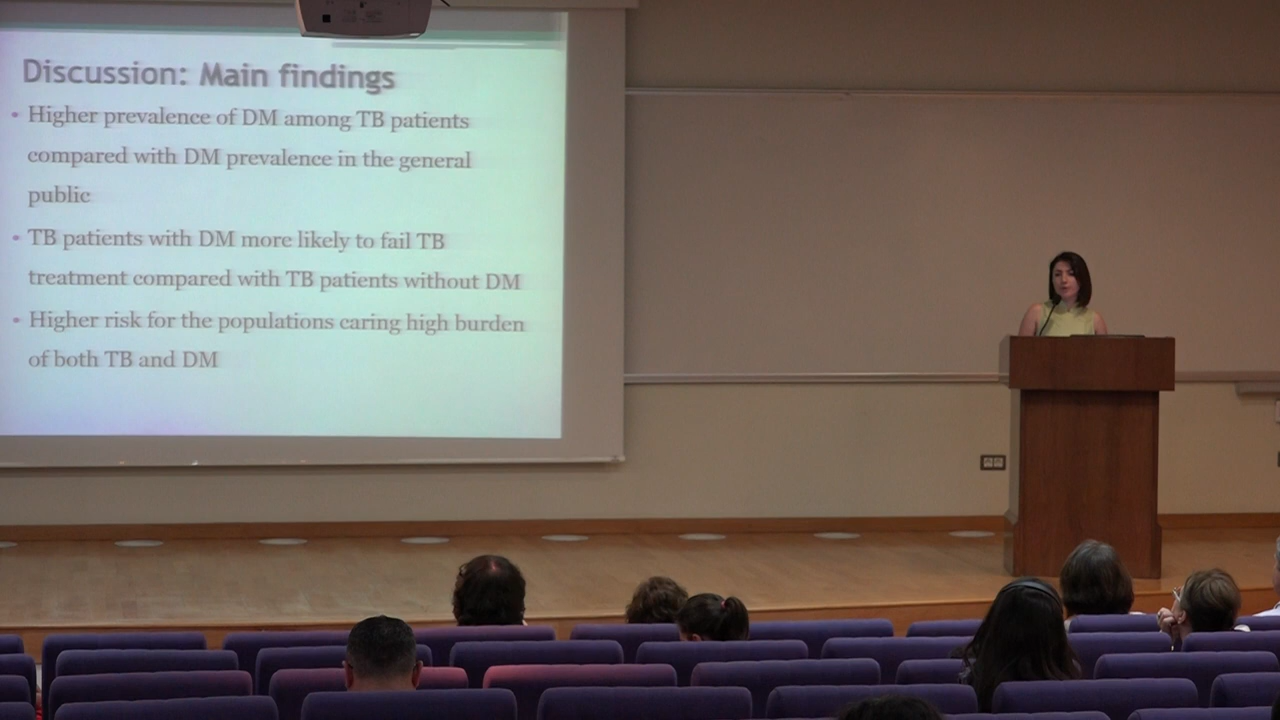 Discussion: Main findings
• Higher prevalence of DM among TB patients
compared with DM prevalence in the general
public
• TB patients with DM more likely to fail TB
treatment compared with TB patients without DM
• Higher risk for the populations caring high burden
of both TB and DM